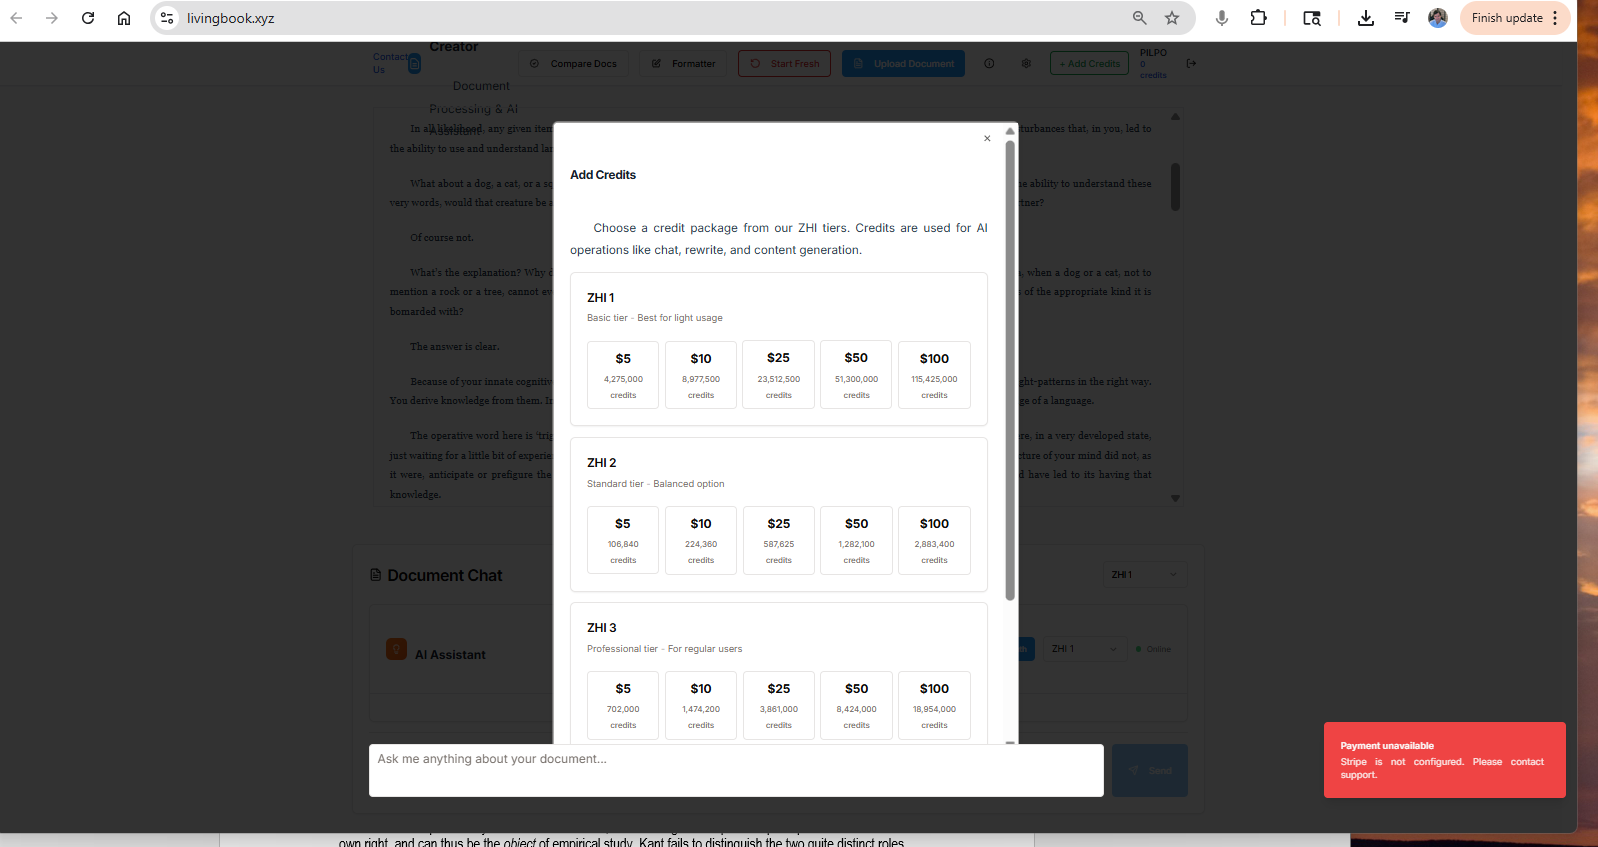 livingbook.xyz
Finish update
Contact
Us
Creator
Document
Processing & AI
Assistant
Compare Docs
Formatter
Start Fresh
Upload Document
+ Add Credits
PILPO
0
credits
In all likelihood, any given item
turbances that, in you, led to
the ability to use and understand la
What about a dog, a cat, or a s
e ability to understand these
very words, would that creature be a
tner?
Of course not.
What's the explanation? Why d
, when a dog or a cat, not to
mention a rock or a tree, cannot ev
of the appropriate kind it is
bomarded with?
The answer is clear.
Because of your innate cognitiv
ght-patterns in the right way.
You derive knowledge from them. In
ge of a language.
The operative word here is 'trip
re, in a very developed state,
just waiting for a little bit of experie
cture of your mind did not, as
it were, anticipate or prefigure the
d have led to its having that
knowledge.
Add Credits
Choose a credit package from our ZHI tiers. Credits are used for AI
operations like chat, rewrite, and content generation.
ZHI 1
Basic tier - Best for light usage
$5 $10 $25 $50 $100
4,275,000 8,977,500 23,512,500 51,300,000 115,425,000
credits credits credits credits credits
ZHI 2
Standard tier - Balanced option
$5 $10 $25 $50 $100
106,840 224,360 587,625 1,282,100 2,883,400
credits credits credits credits credits
ZHI 3
Professional tier - For regular users
$5 $10 $25 $50 $100
702,000 1,474,200 3,861,000 8,424,000 18,954,000
credits credits credits credits credits
Document Chat
ZHI 1
AI Assistant
ZHI 1
Online
Ask me anything about your document...
Send
Payment unavailable
Stripe is not configured. Please contact
support.
own right, and can thus be the object of empirical study. Kant fails to distinguish the two quite distinct roles